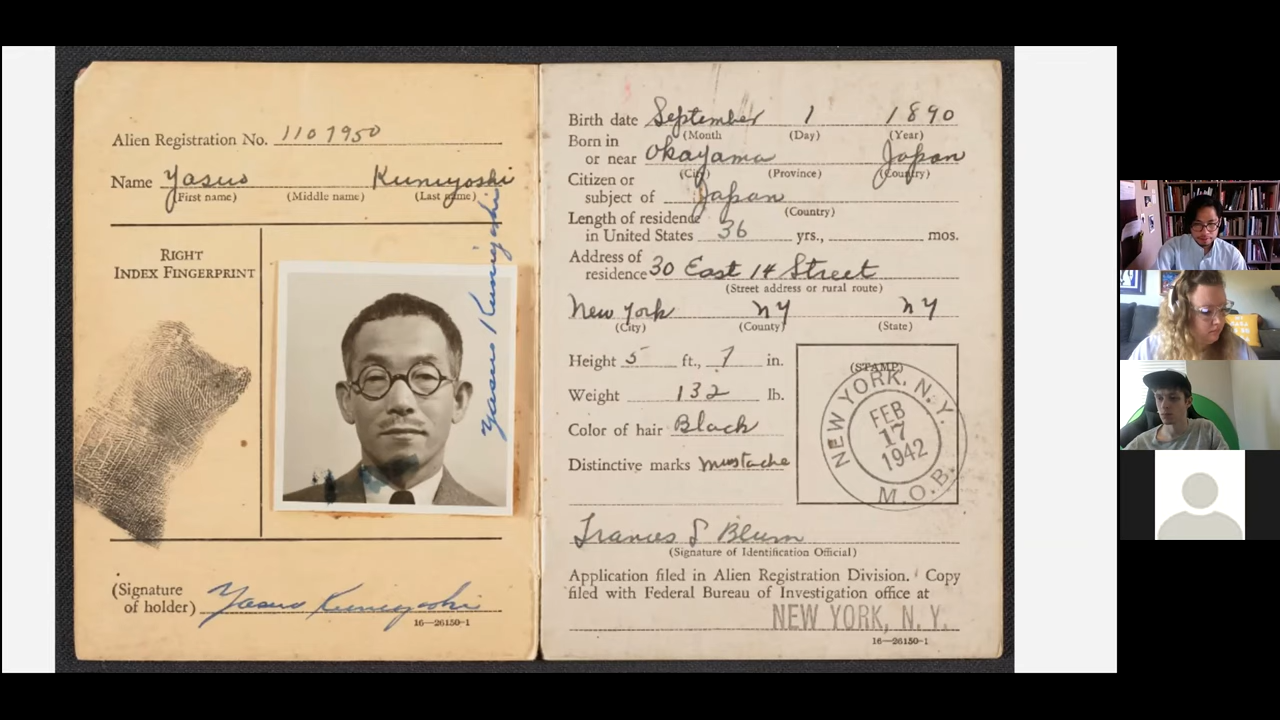 Alien Registration No. 1107950
Name Yasuo Kuniyoshi
(First name) (Middle name) (Last name)
RIGHT
INDEX FINGERPRINT
Yasuo Kuniyoshi
(Signature
of holder) Yasuo Kuniyoshi
16—26150-1
Birth date September 1 1890
(Month (Day) (Year)
Born in
or near Okayama Japan
(City) (Province) (Country)
Citizen or
subject of Japan
(Country)
Length of residence
in United States 36 yrs., mos.
Address of
residence 30 East 14 Street
(Street address or rural route)
New York NY NY
(City) (County) (State)
Height 5 ft., 7 in.
Weight 132 lb.
Color of hair Black
Distinctive marks mustache
(STAMP)
NEW YORK, N.Y.
FEB
17
1942
M.O.B.
Frances S Blum
(Signature of Identification Official)
Application filed in Alien Registration Division. Copy
filed with Federal Bureau of Investigation office at
NEW YORK, N. Y.
16—26150-1